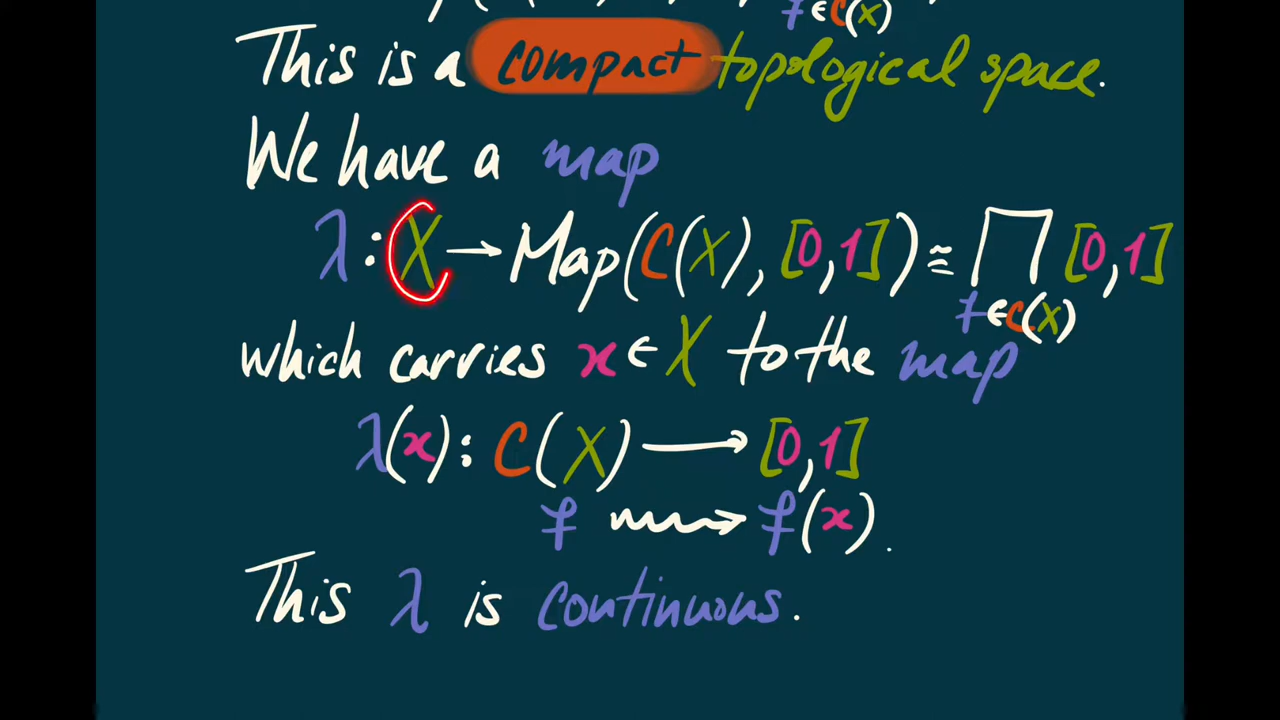 f∈C(X)
This is a compact topological space.
We have a map
λ: X → Map(C(X), [0,1]) ≅ ∏ [0,1]
f∈C(X)
which carries x ∈ X to the map
λ(x): C(X) ⟶ [0,1]
f ⟿ f(x).
This λ is continuous.